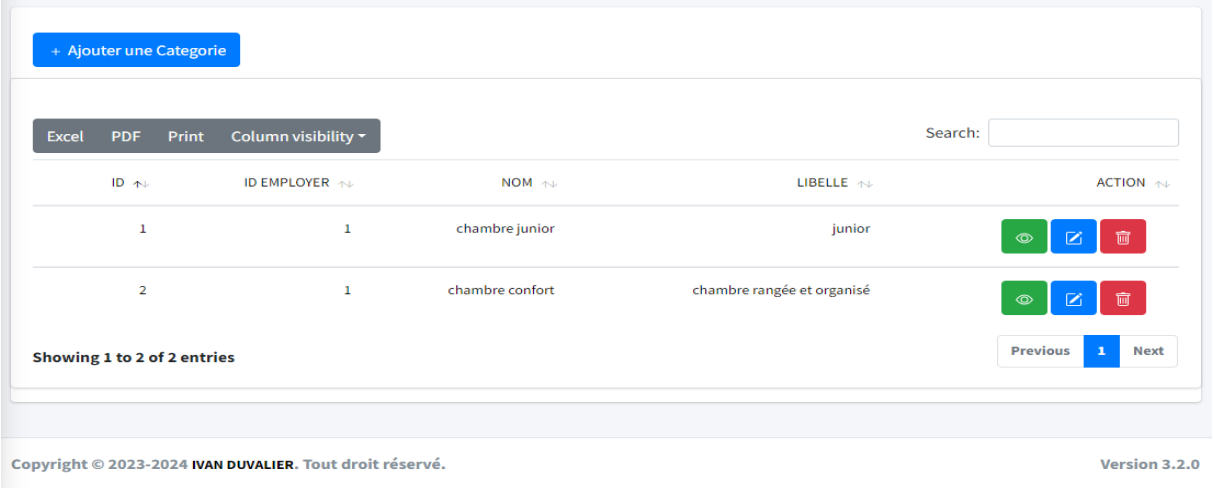 + Ajouter une Categorie
Excel PDF Print Column visibility
Search:
ID ID EMPLOYER NOM LIBELLE ACTION
1 1 chambre junior junior
2 1 chambre confort chambre rangée et organisé
Showing 1 to 2 of 2 entries
Previous 1 Next
Copyright © 2023-2024 IVAN DUVALIER. Tout droit réservé.
Version 3.2.0